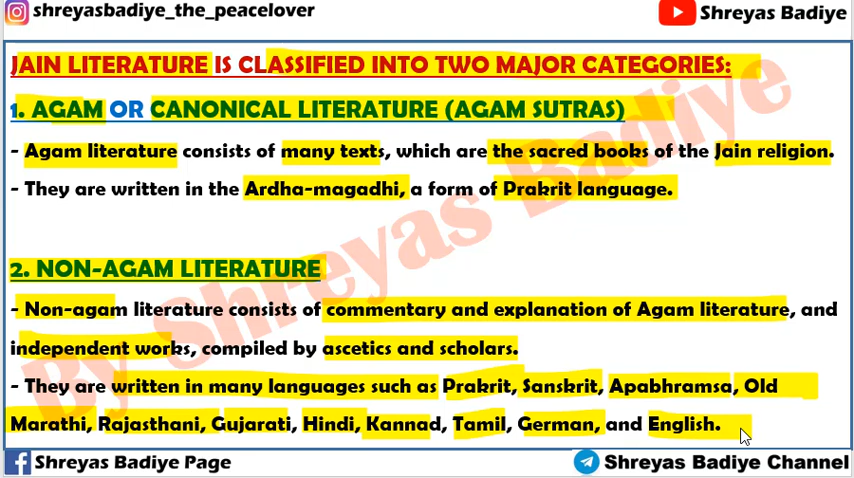 shreyasbadiye_the_peacelover
Shreyas Badiye
JAIN LITERATURE IS CLASSIFIED INTO TWO MAJOR CATEGORIES:
1. AGAM OR CANONICAL LITERATURE (AGAM SUTRAS)
- Agam literature consists of many texts, which are the sacred books of the Jain religion.
- They are written in the Ardha-magadhi, a form of Prakrit language.
2. NON-AGAM LITERATURE
- Non-agam literature consists of commentary and explanation of Agam literature, and
independent works, compiled by ascetics and scholars.
- They are written in many languages such as Prakrit, Sanskrit, Apabhramsa, Old
Marathi, Rajasthani, Gujarati, Hindi, Kannad, Tamil, German, and English.
By Shreyas Badiye
Shreyas Badiye Page
Shreyas Badiye Channel